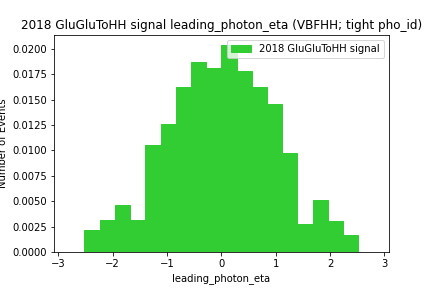 2018 GluGluToHH signal leading_photon_eta (VBFHH; tight pho_id)
2018 GluGluToHH signal
0.0200
0.0175
0.0150
0.0125
0.0100
0.0075
0.0050
0.0025
0.0000
Number of Events
−3 −2 −1 0 1 2 3
leading_photon_eta